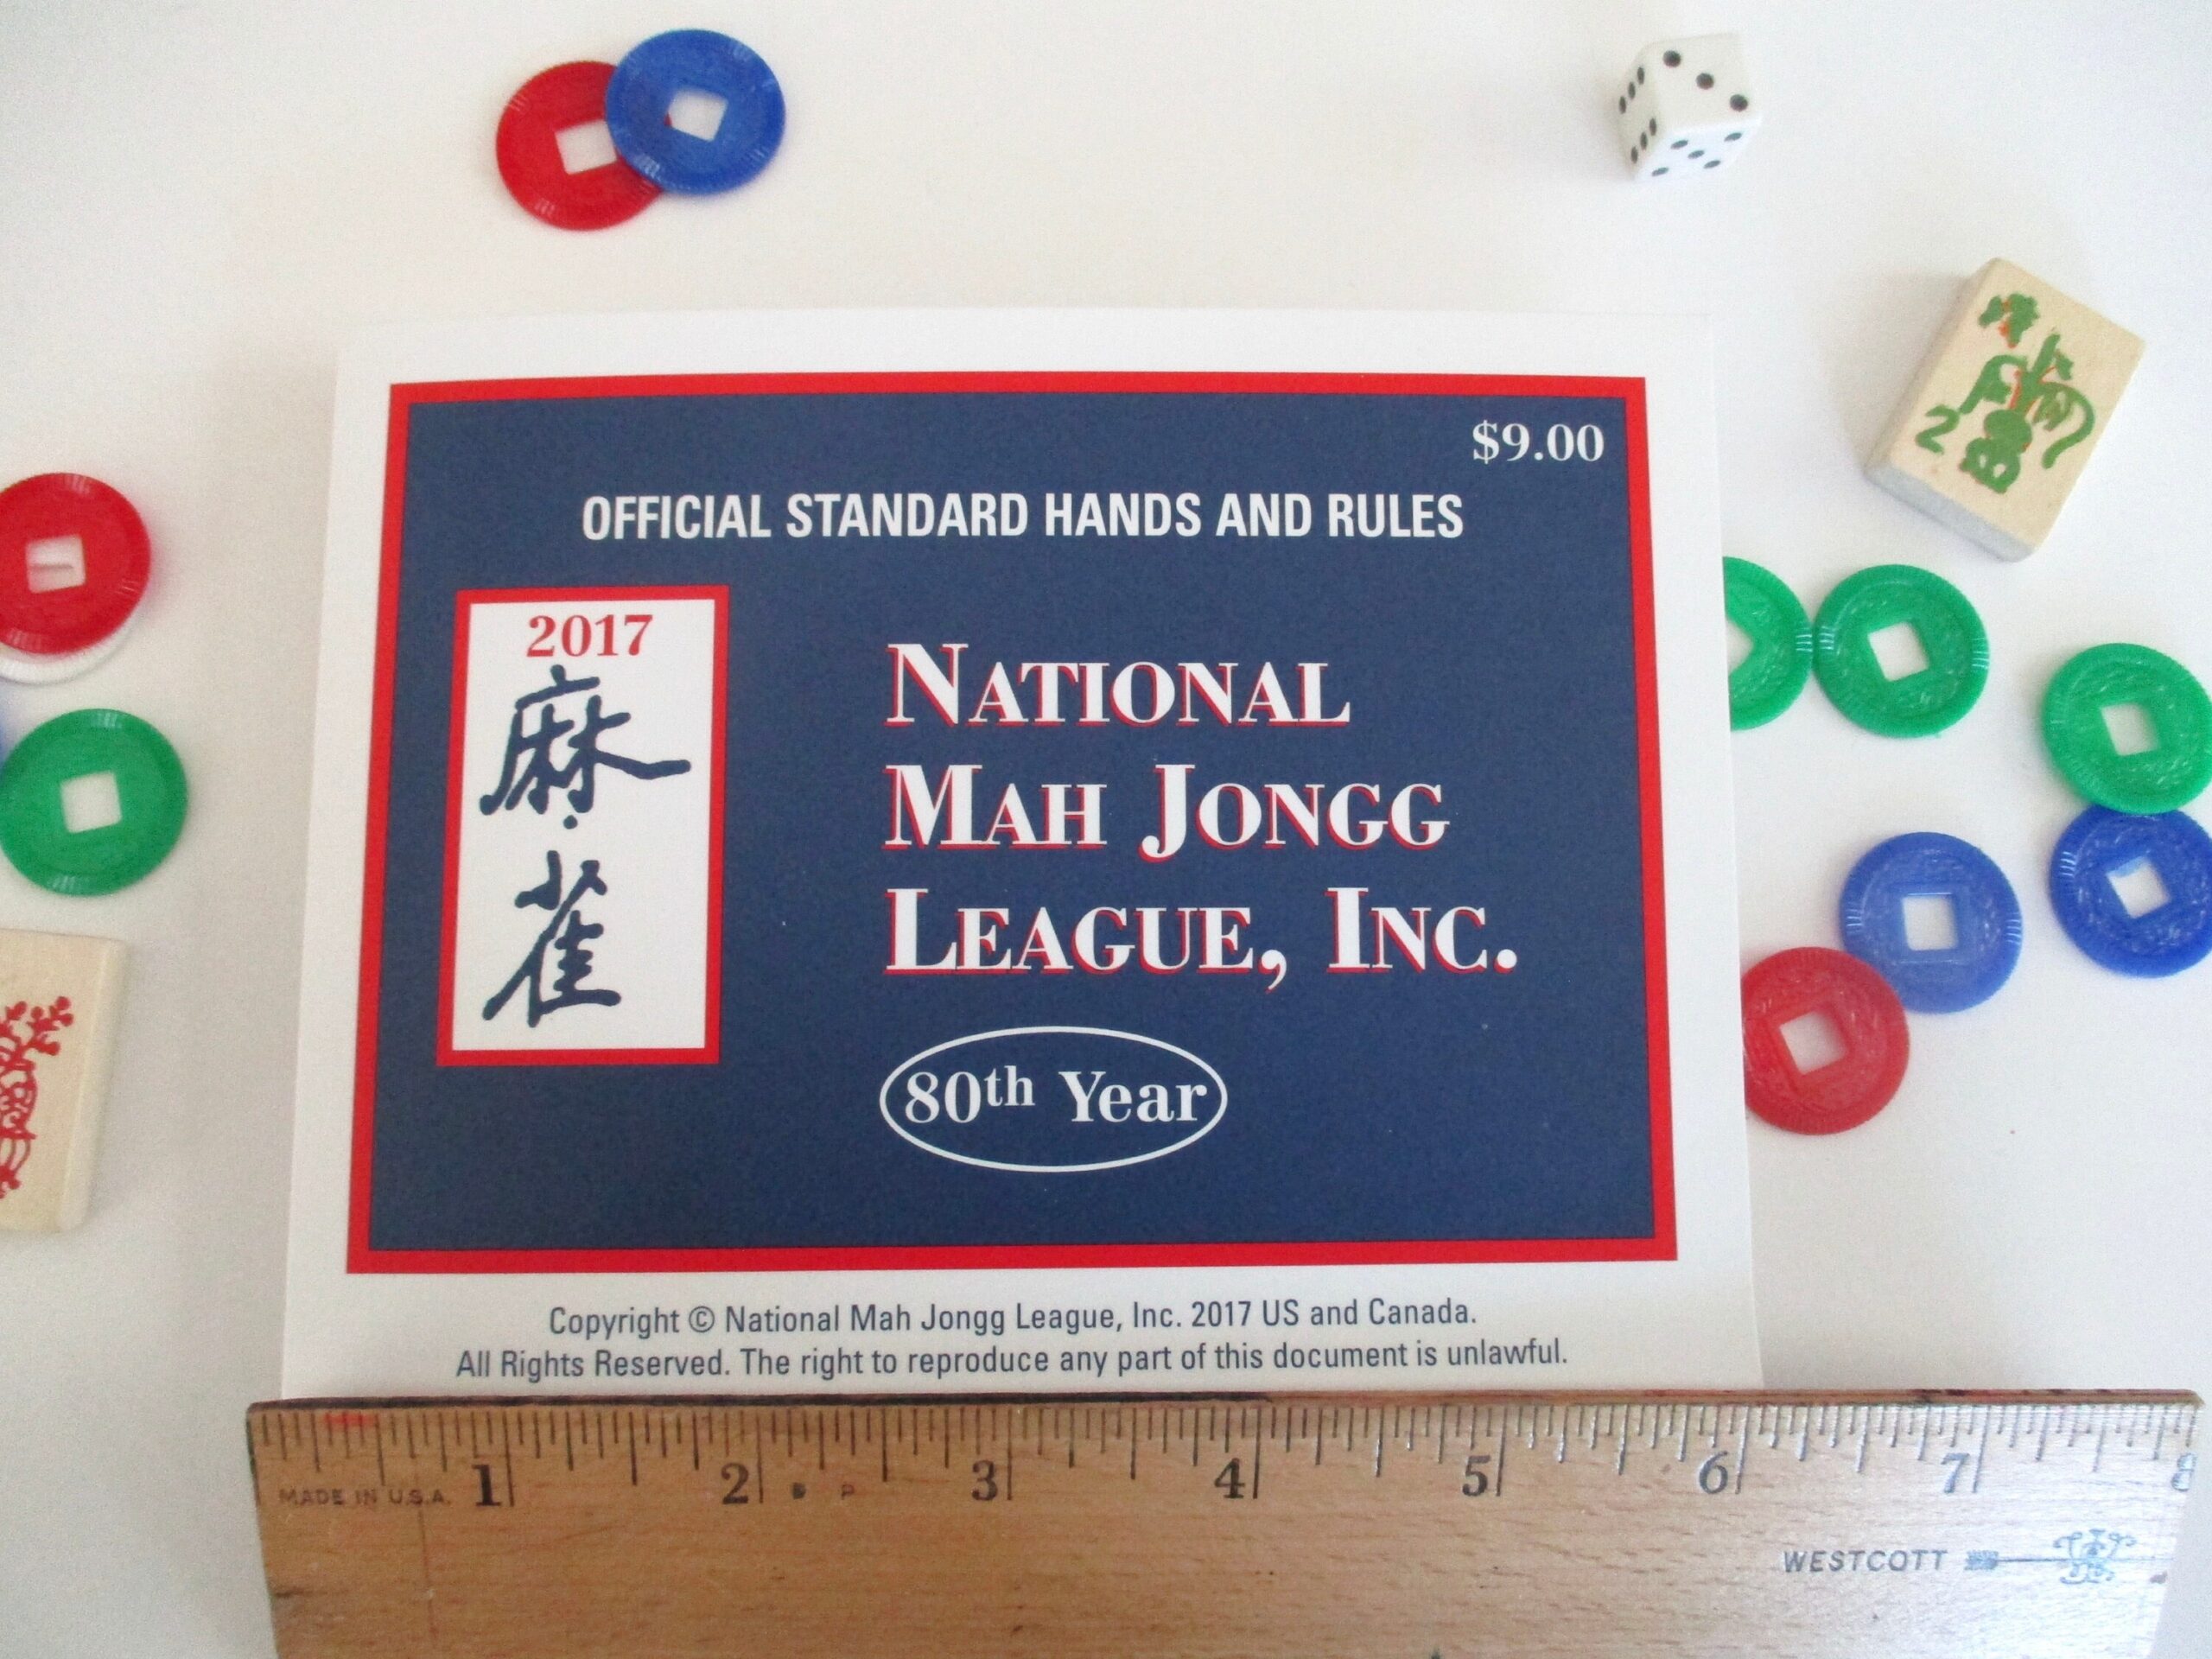 $9.00
OFFICIAL STANDARD HANDS AND RULES
2017
麻
雀
NATIONAL
MAH JONGG
LEAGUE, INC.
80th Year
Copyright © National Mah Jongg League, Inc. 2017 US and Canada.
All Rights Reserved. The right to reproduce any part of this document is unlawful.
2
1 2 3 4 5 6 7 8
MADE IN U.S.A.
WESTCOTT